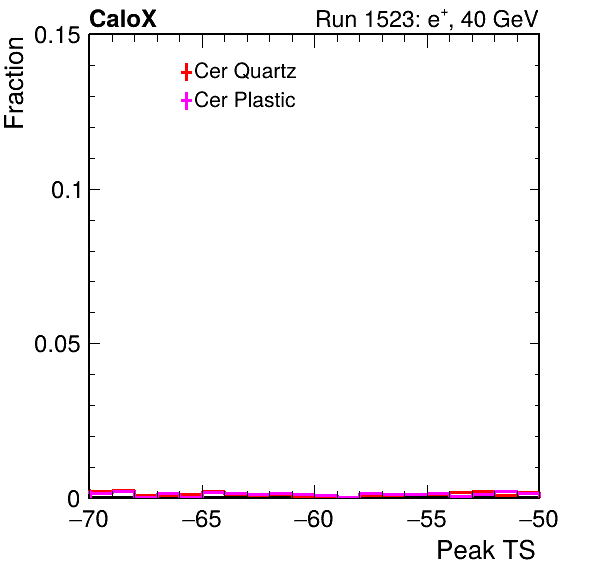 CaloX Run 1523: e⁺, 40 GeV
Fraction
0.15
Cer Quartz
Cer Plastic
0.1
0.05
0
−70 −65 −60 −55 −50
Peak TS